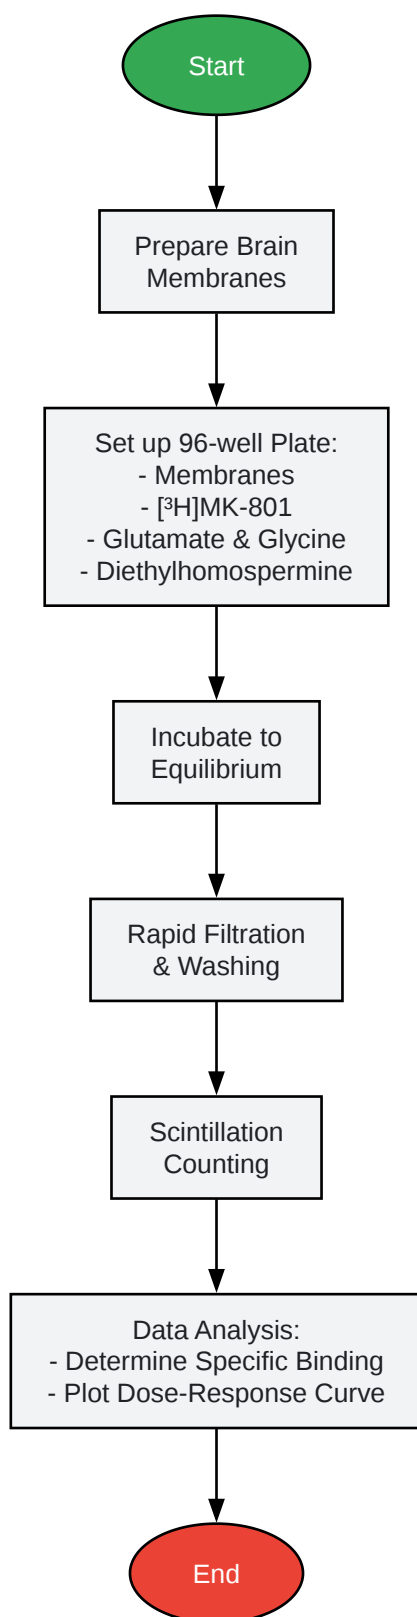 Start
Prepare Brain
Membranes
Set up 96-well Plate:
- Membranes
- [³H]MK-801
- Glutamate & Glycine
- Diethylhomospermine
Incubate to
Equilibrium
Rapid Filtration
& Washing
Scintillation
Counting
Data Analysis:
- Determine Specific Binding
- Plot Dose-Response Curve
End